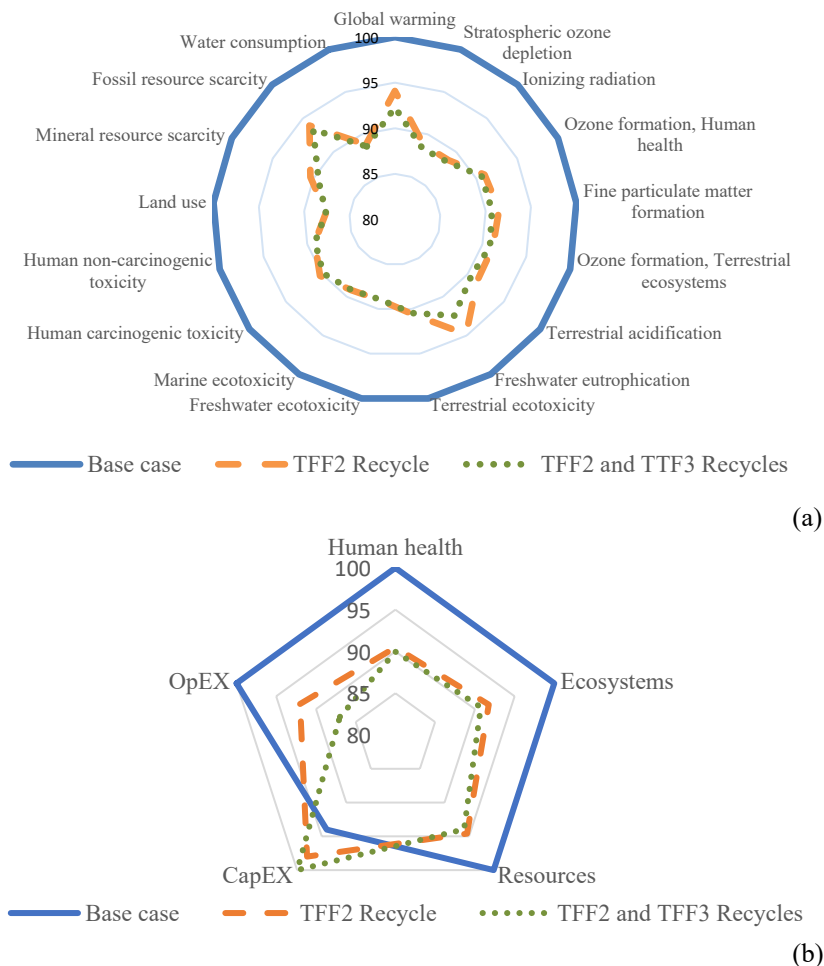 Global warming
100
Stratospheric ozone
depletion
Water consumption
Ionizing radiation
Fossil resource scarcity
95
Ozone formation, Human
health
Mineral resource scarcity
90
85
Fine particulate matter
formation
Land use
80
Human non-carcinogenic
toxicity
Ozone formation, Terrestrial
ecosystems
Human carcinogenic toxicity
Terrestrial acidification
Marine ecotoxicity
Freshwater eutrophication
Freshwater ecotoxicity
Terrestrial ecotoxicity
Base case
TFF2 Recycle
TFF2 and TTF3 Recycles
(a)
Human health
100
95
90
OpEX
Ecosystems
85
80
CapEX
Resources
Base case
TFF2 Recycle
TFF2 and TFF3 Recycles
(b)